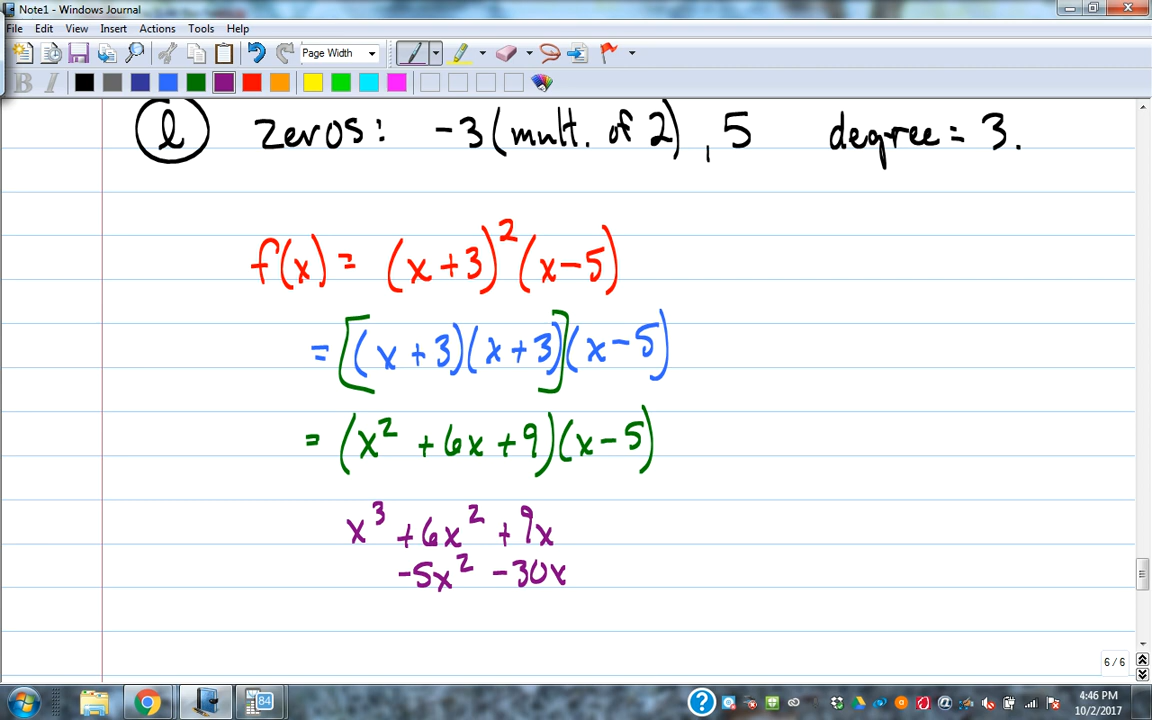 Note1 - Windows Journal
File Edit View Insert Actions Tools Help
Page Width
B I
l zeros: -3 (mult. of 2), 5 degree = 3.
f(x) = (x+3)²(x-5)
= [(x+3)(x+3)](x-5)
= (x² + 6x + 9)(x-5)
x³ + 6x² + 9x
-5x² - 30x
6 / 6
84
4:46 PM
10/2/2017